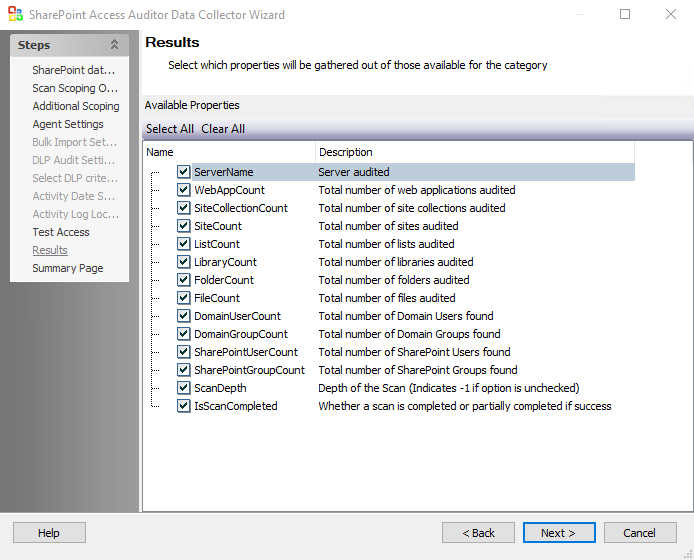 SharePoint Access Auditor Data Collector Wizard
Steps
SharePoint dat...
Scan Scoping O...
Additional Scoping
Agent Settings
Bulk Import Set...
DLP Audit Setti...
Select DLP crite...
Activity Date S...
Activity Log Loc...
Test Access
Results
Summary Page
Results
Select which properties will be gathered out of those available for the category
Available Properties
Select All Clear All
Name Description
ServerName Server audited
WebAppCount Total number of web applications audited
SiteCollectionCount Total number of site collections audited
SiteCount Total number of sites audited
ListCount Total number of lists audited
LibraryCount Total number of libraries audited
FolderCount Total number of folders audited
FileCount Total number of files audited
DomainUserCount Total number of Domain Users found
DomainGroupCount Total number of Domain Groups found
SharePointUserCount Total number of SharePoint Users found
SharePointGroupCount Total number of SharePoint Groups found
ScanDepth Depth of the Scan (Indicates -1 if option is unchecked)
IsScanCompleted Whether a scan is completed or partially completed if success
Help < Back Next > Cancel